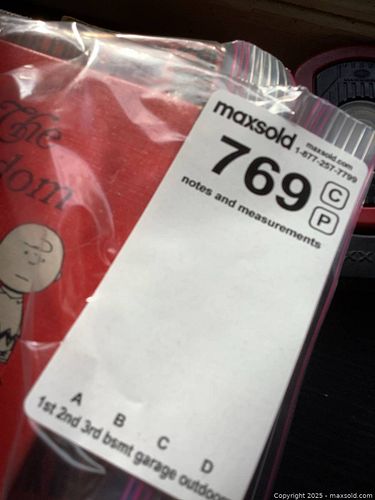 The
dom
maxsold
maxsold.com
1-877-257-7799
769
C
P
notes and measurements
A B C D
1st 2nd 3rd bsmt garage outdoo
Copyright 2025 - maxsold.com